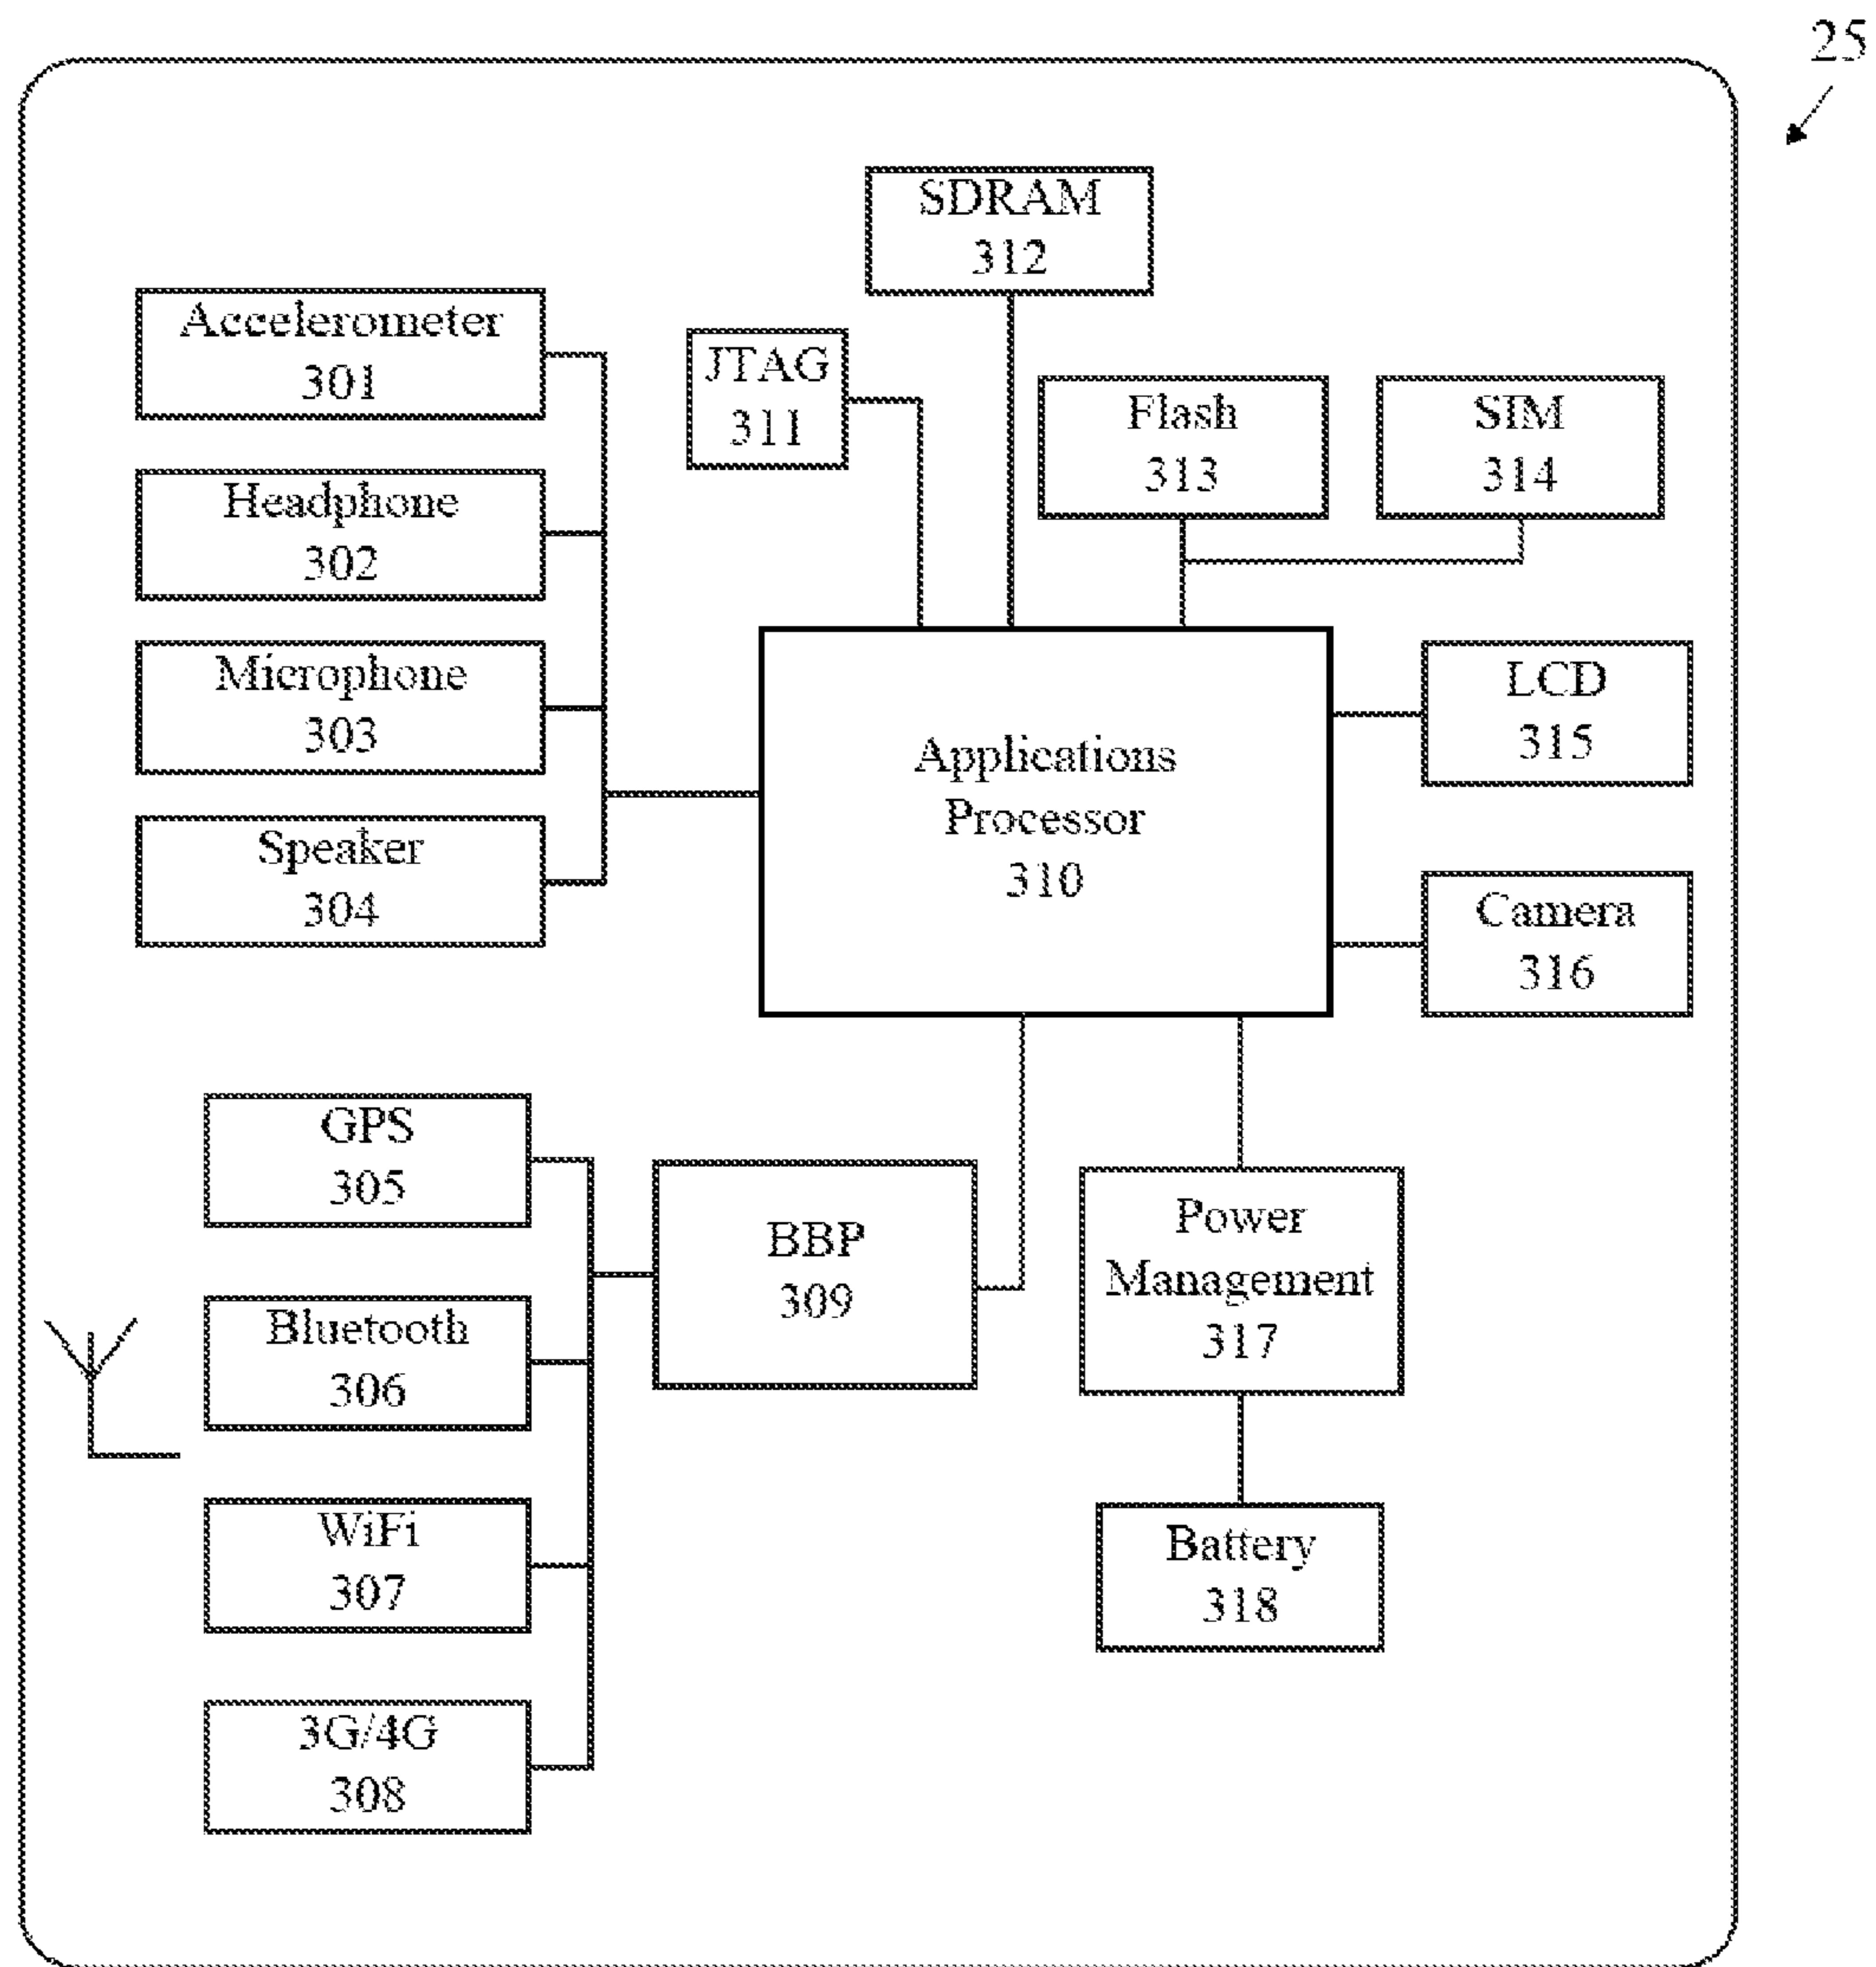 25
SDRAM
312
Accelerometer
301
JTAG
311
Flash
313
SIM
314
Headphone
302
Microphone
303
LCD
315
Applications
Processor
310
Speaker
304
Camera
316
GPS
305
BBP
309
Power
Management
317
Bluetooth
306
WiFi
307
Battery
318
3G/4G
308